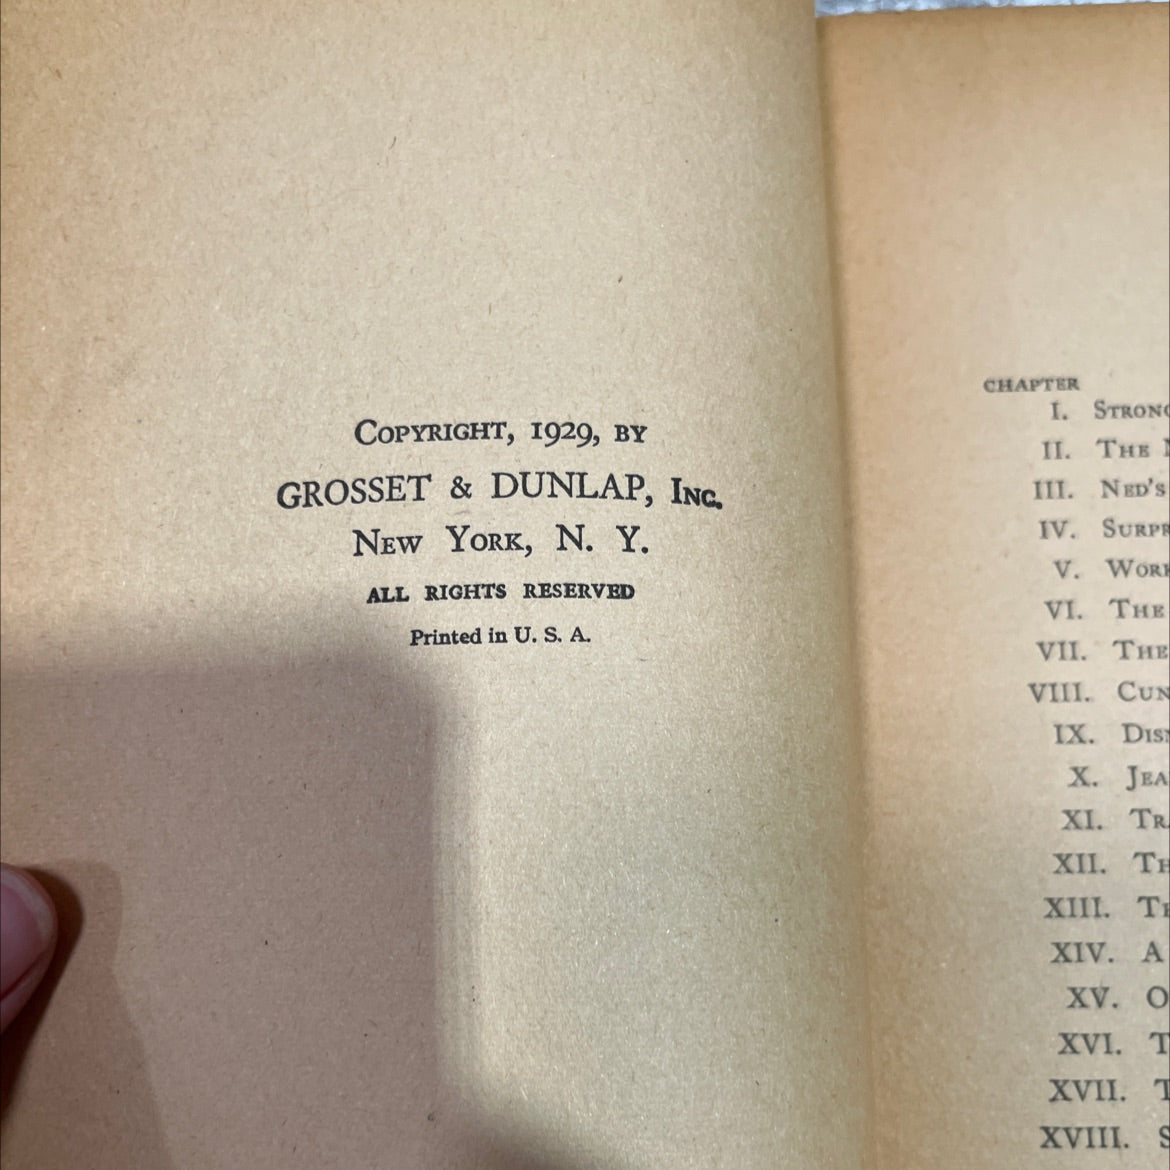 Copyright, 1929, by
GROSSET & DUNLAP, Inc.
New York, N. Y.
ALL RIGHTS RESERVED
Printed in U. S. A.
CHAPTER
I.
II. The
III. Ned's
IV.
V.
VI. The
VII. The
VIII.
IX.
X.
XI.
XII.
XIII.
XIV. A
XV.
XVI.
XVII.
XVIII.